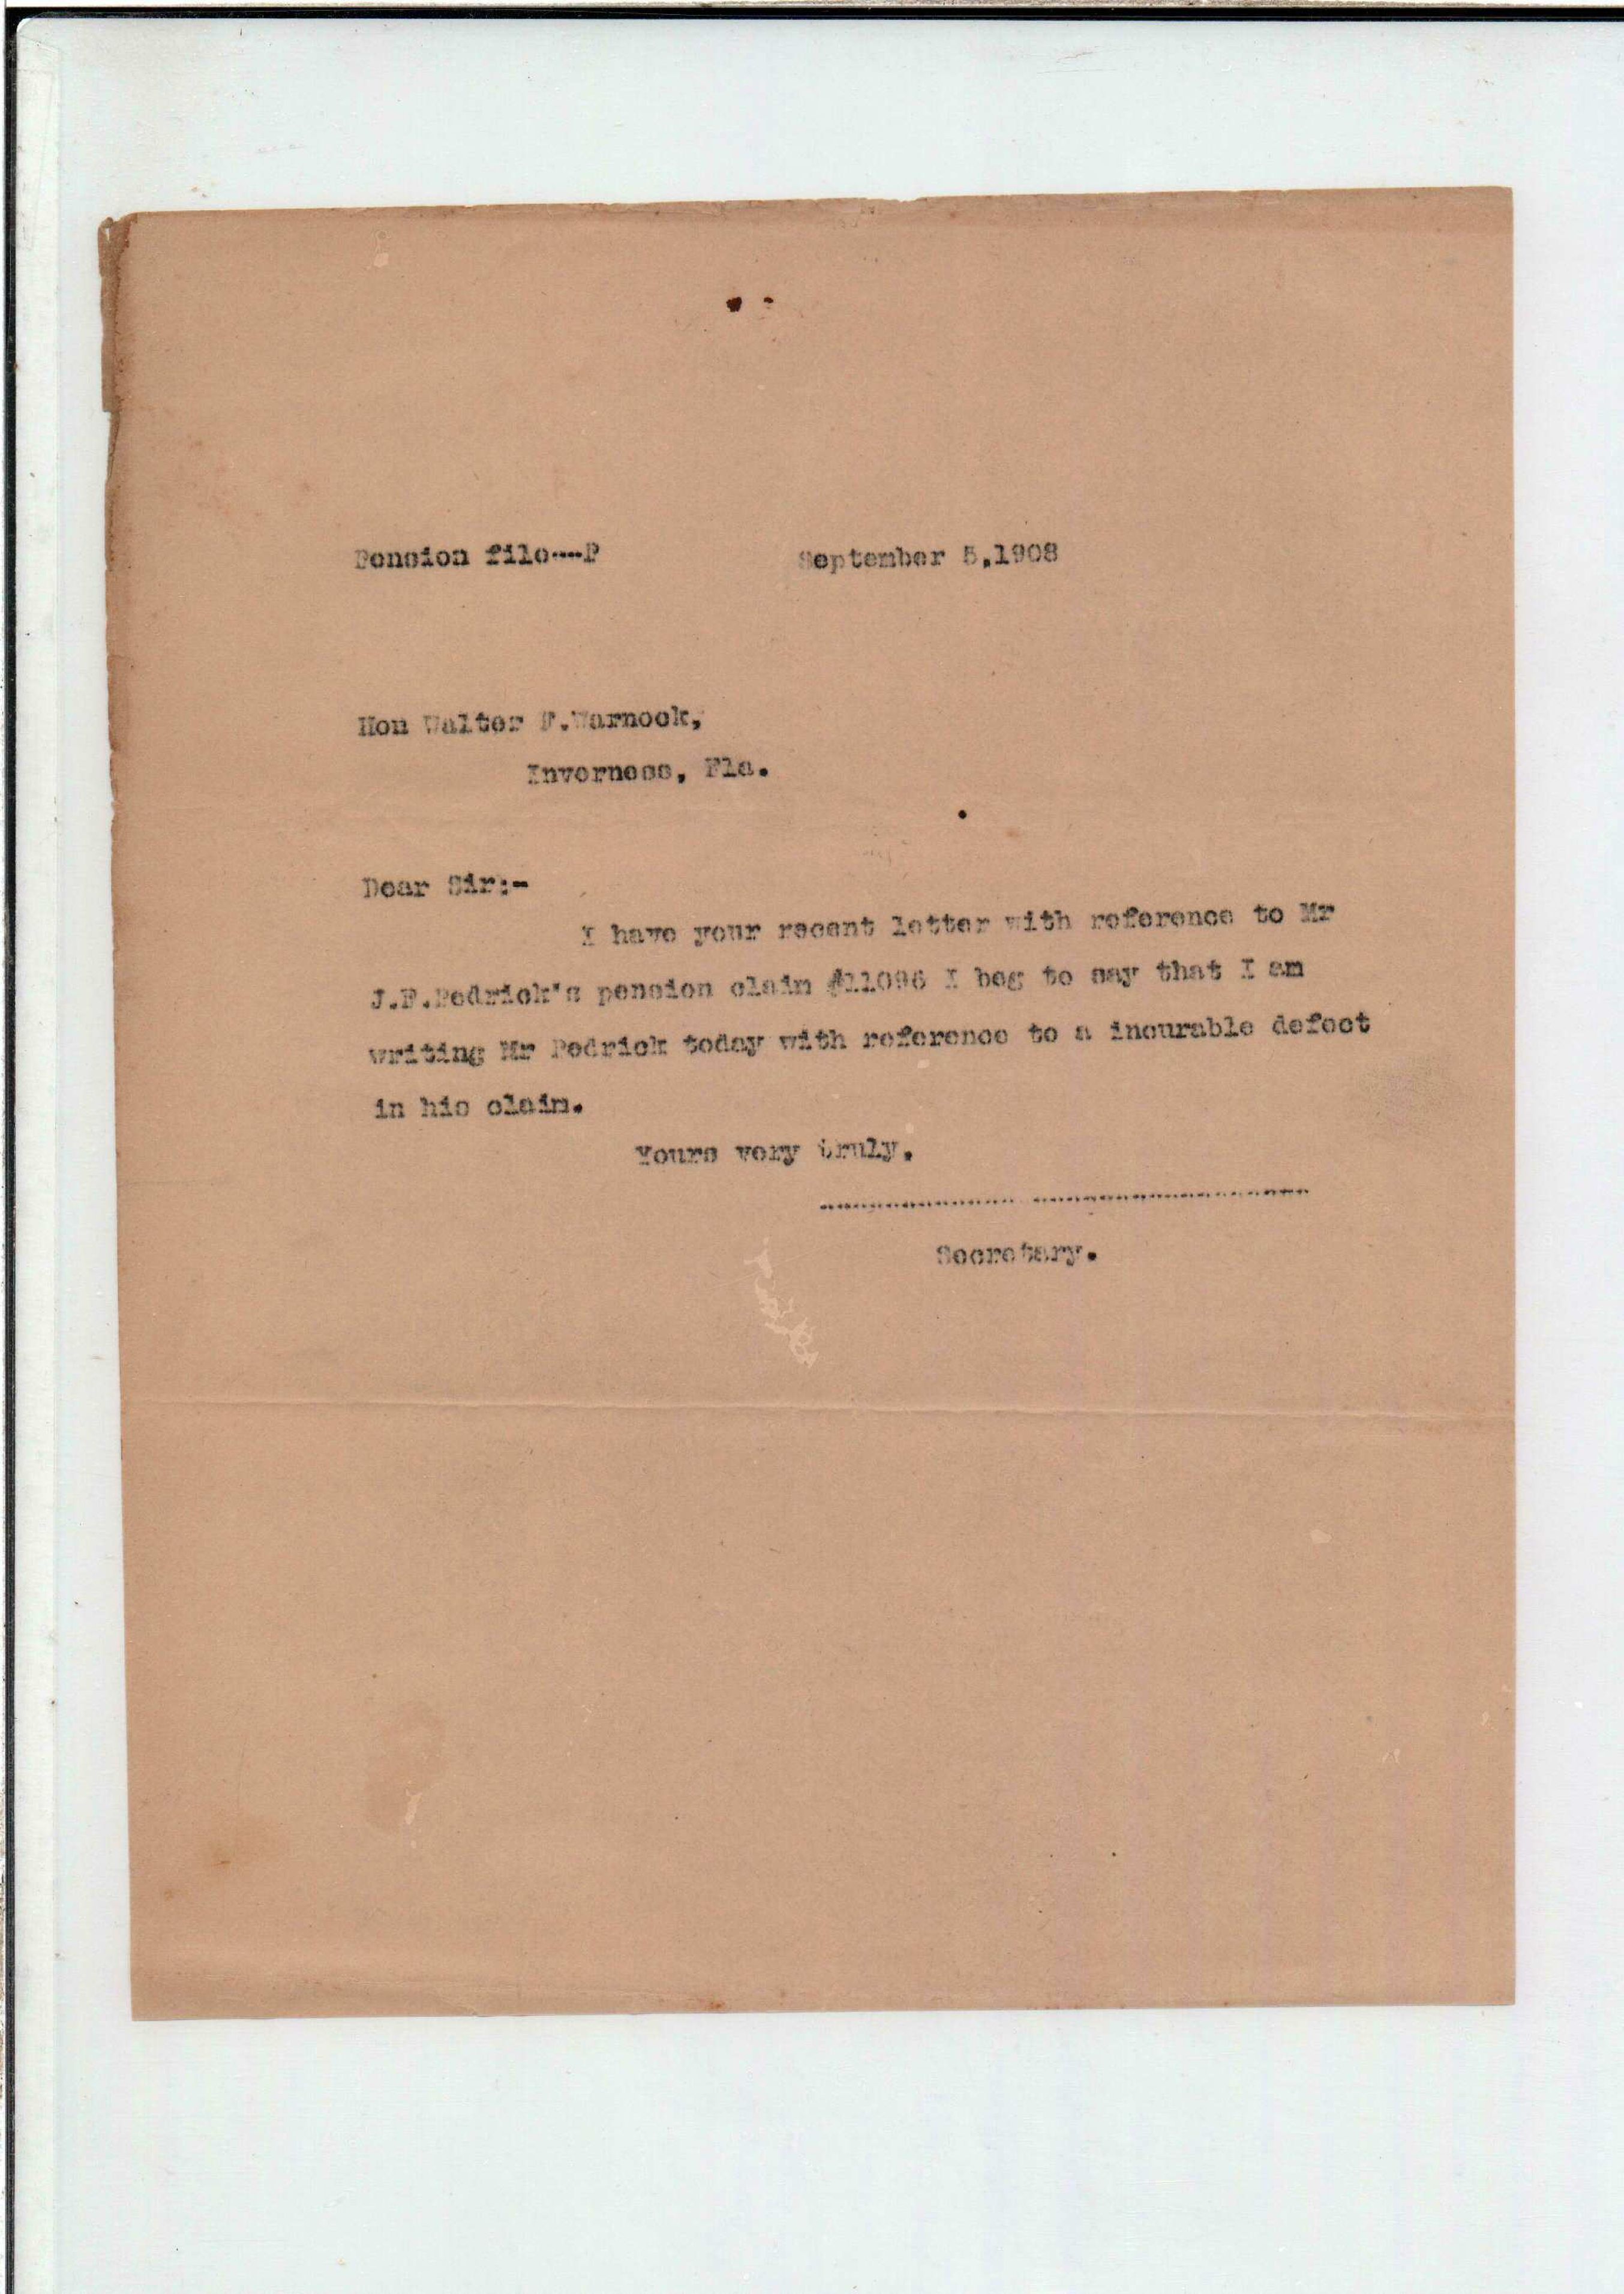 Pension file---P September 5,1908
Hon Walter F.Warnock,
Inverness, Fla.
Dear Sir:-
I have your recent letter with reference to Mr
J.F.Pedrick's pension claim #11096 I beg to say that I am
writing Mr Pedrick today with reference to a incurable defect
in his claim.
Yours very truly.
Secretary.